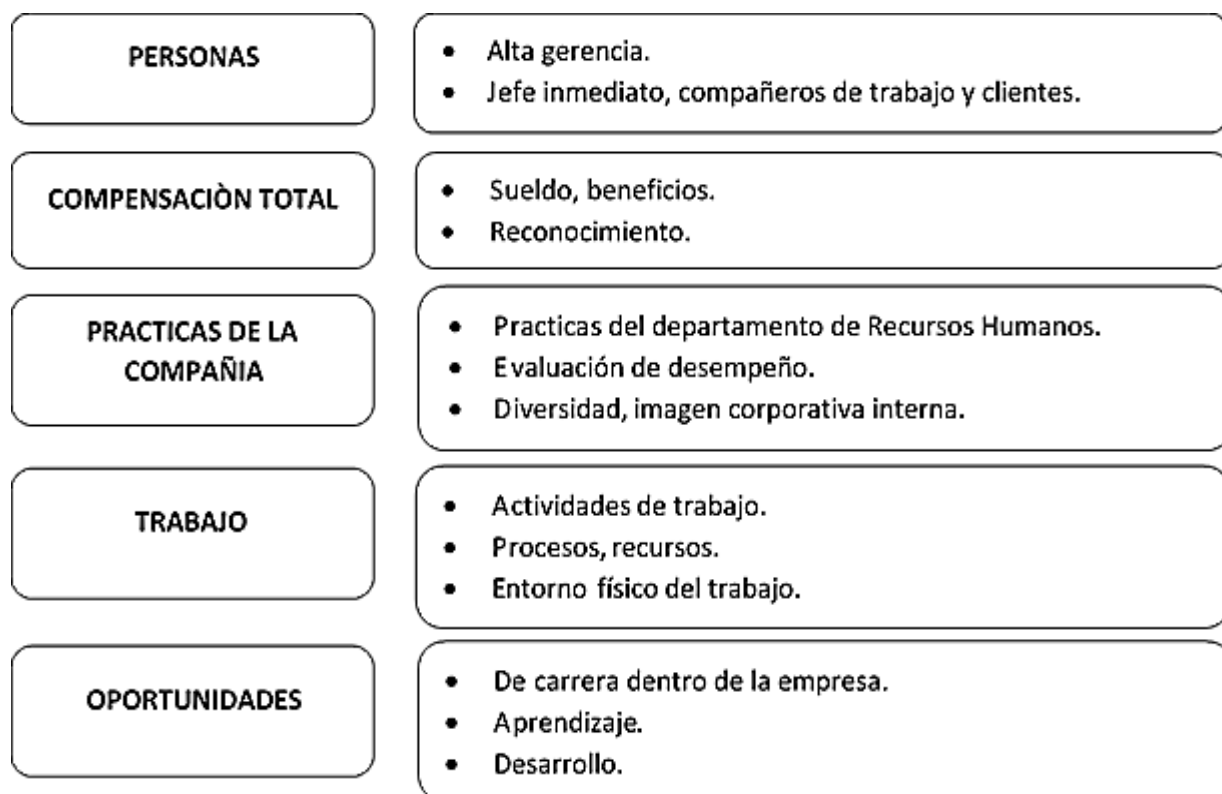 PERSONAS
• Alta gerencia.
• Jefe inmediato, compañeros de trabajo y clientes.
COMPENSACIÒN TOTAL
• Sueldo, beneficios.
• Reconocimiento.
PRACTICAS DE LA
COMPAÑIA
• Practicas del departamento de Recursos Humanos.
• Evaluación de desempeño.
• Diversidad, imagen corporativa interna.
TRABAJO
• Actividades de trabajo.
• Procesos, recursos.
• Entorno físico del trabajo.
OPORTUNIDADES
• De carrera dentro de la empresa.
• Aprendizaje.
• Desarrollo.